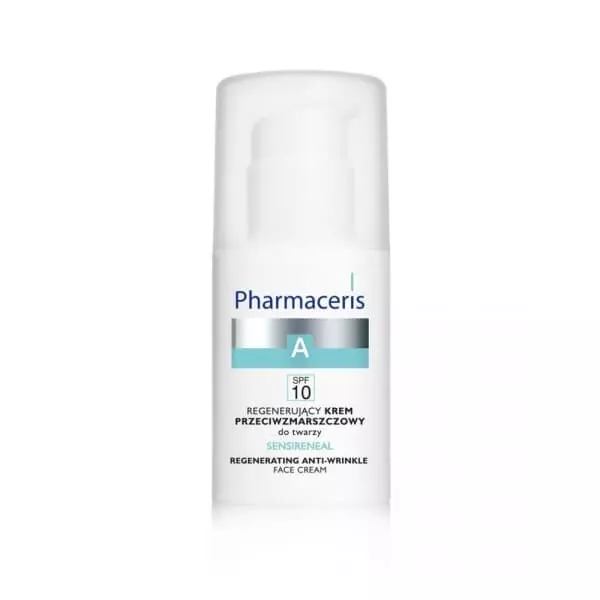 Pharmaceris
A
SPF
10
REGENERUJĄCY KREM
PRZECIWZMARSZCZOWY
do twarzy
SENSIRENEAL
REGENERATING ANTI-WRINKLE
FACE CREAM